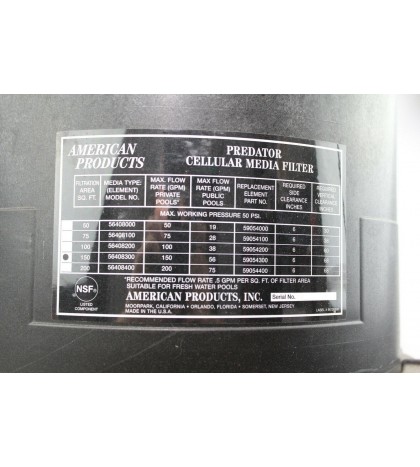 AMERICAN PRODUCTS
PREDATOR
CELLULAR MEDIA FILTER
FILTRATION AREA SQ. FT. MEDIA TYPE: (ELEMENT) MODEL NO. MAX. FLOW RATE (GPM) PRIVATE POOLS* MAX FLOW RATE (GPM) PUBLIC POOLS REPLACEMENT ELEMENT PART NO. REQUIRED SIDE CLEARANCE INCHES VERTICAL CLEARANCE INCHES
MAX. WORKING PRESSURE 50 PSI.
50 56408000 50 19 59054000 6
75 56408100 75 28 59054100 6
100 56408200 100 38 59054200 6
150 56408300 150 56 59054300 6 60
200 56408400 200 75 59054400 6 60
*RECOMMENDED FLOW RATE .5 GPM PER SQ. FT. OF FILTER AREA
SUITABLE FOR FRESH WATER POOLS
NSF®
LISTED COMPONENT
AMERICAN PRODUCTS, INC.
Serial No.
MOORPARK, CALIFORNIA • ORLANDO, FLORIDA • SOMERSET, NEW JERSEY
MADE IN THE U.S.A.